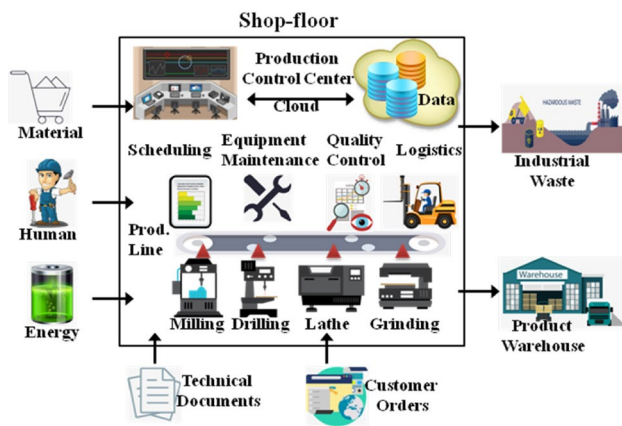 Shop-floor
Production
Control Center
Cloud
Data
Material
Scheduling
Equipment
Maintenance
Quality
Control
Logistics
HAZARDOUS WASTE
Industrial
Waste
Human
Prod.
Line
Energy
Milling
Drilling
Lathe
Grinding
Warehouse
Product
Warehouse
Technical
Documents
Customer
Orders